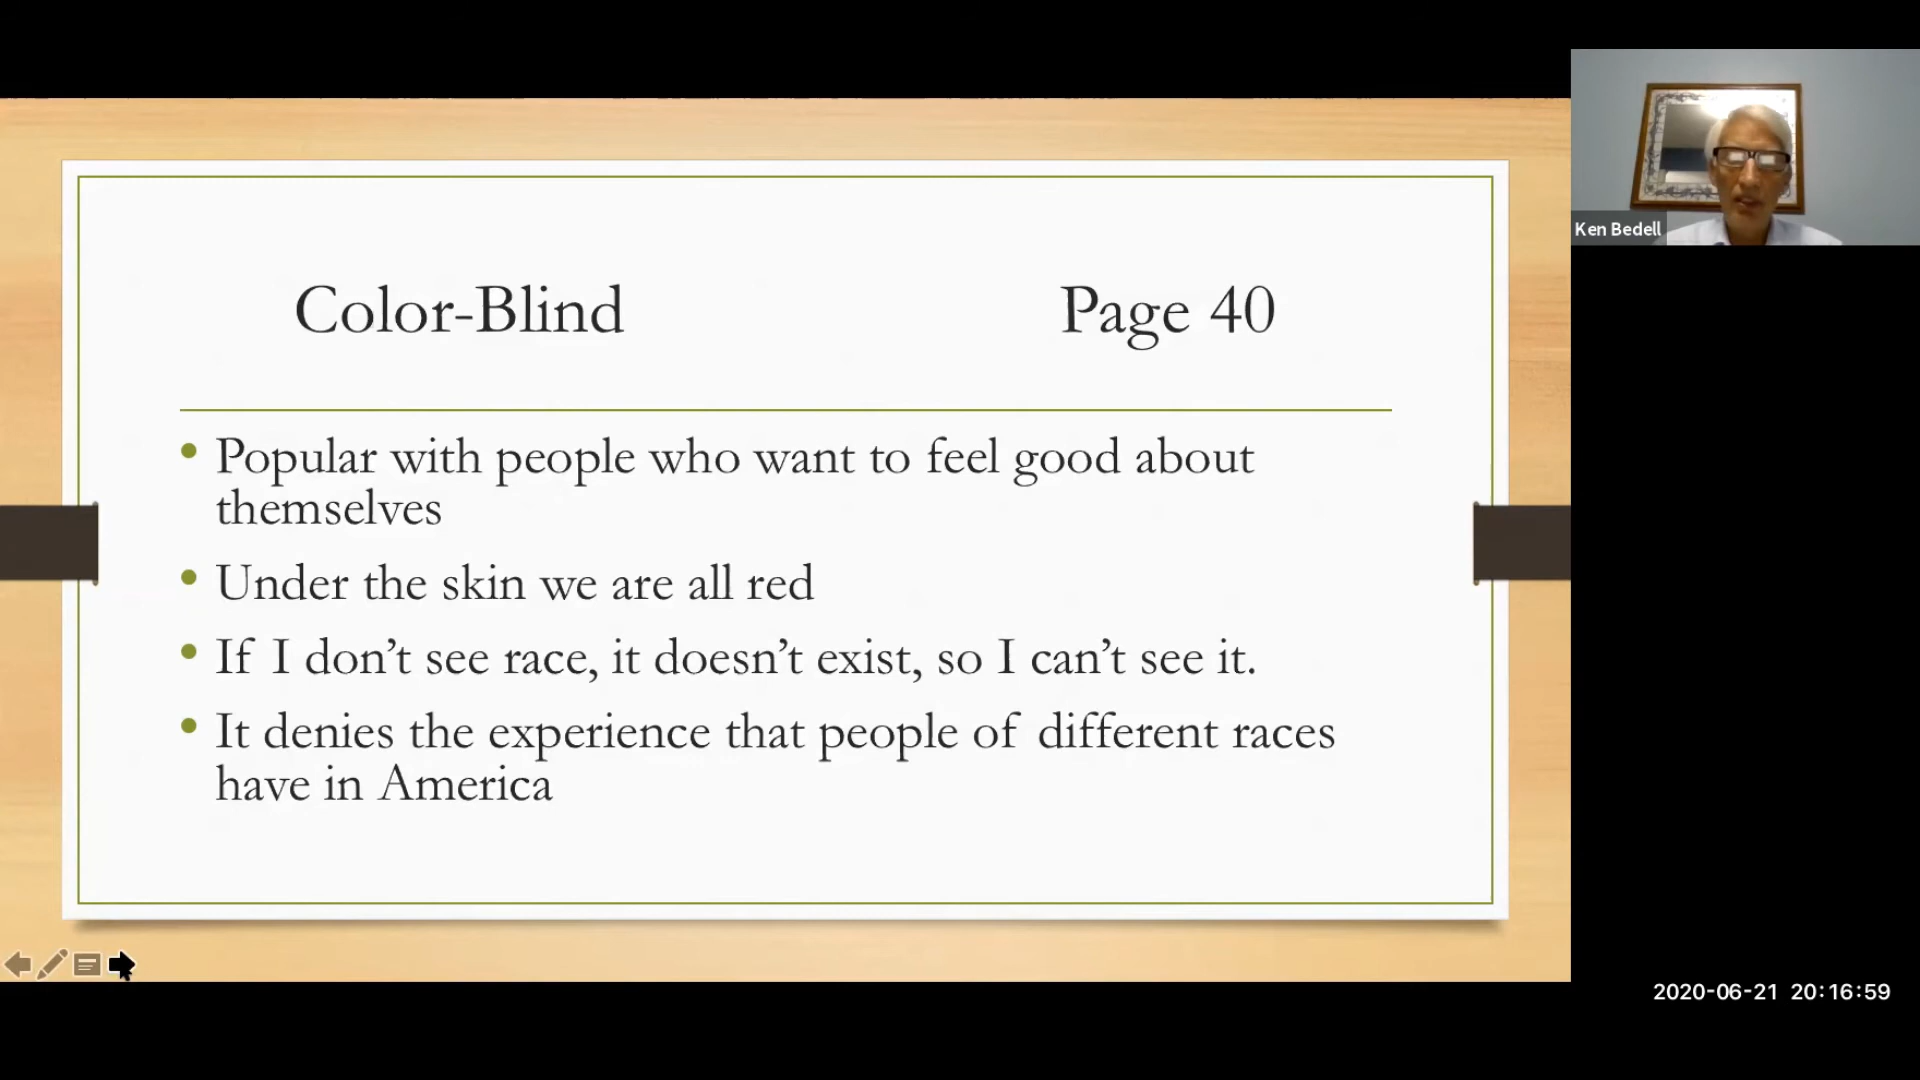 Color-Blind Page 40
• Popular with people who want to feel good about
themselves
• Under the skin we are all red
• If I don’t see race, it doesn’t exist, so I can’t see it.
• It denies the experience that people of different races
have in America
Ken Bedell
2020-06-21 20:16:59